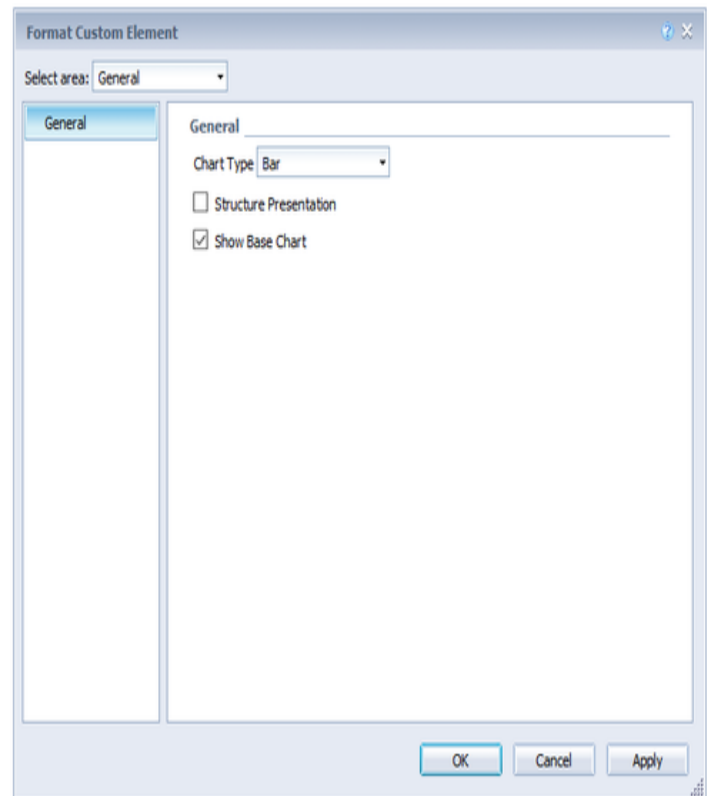 Format Custom Element
Select area: General
General
General
Chart Type Bar
Structure Presentation
Show Base Chart
OK Cancel Apply